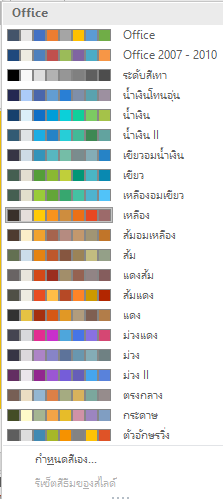 Office
Office
Office 2007 - 2010
ระดับสีเทา
น้ำเงินโทนอุ่น
น้ำเงิน
น้ำเงิน II
เขียวอมน้ำเงิน
เขียว
เหลืองอมเขียว
เหลือง
ส้มอมเหลือง
ส้ม
แดงส้ม
ส้มแดง
แดง
ม่วงแดง
ม่วง
ม่วง II
ตรงกลาง
กระดาษ
ตัวอักษรวิ่ง
กำหนดสีเอง...
รีเซ็ตสีธีมของสไลด์